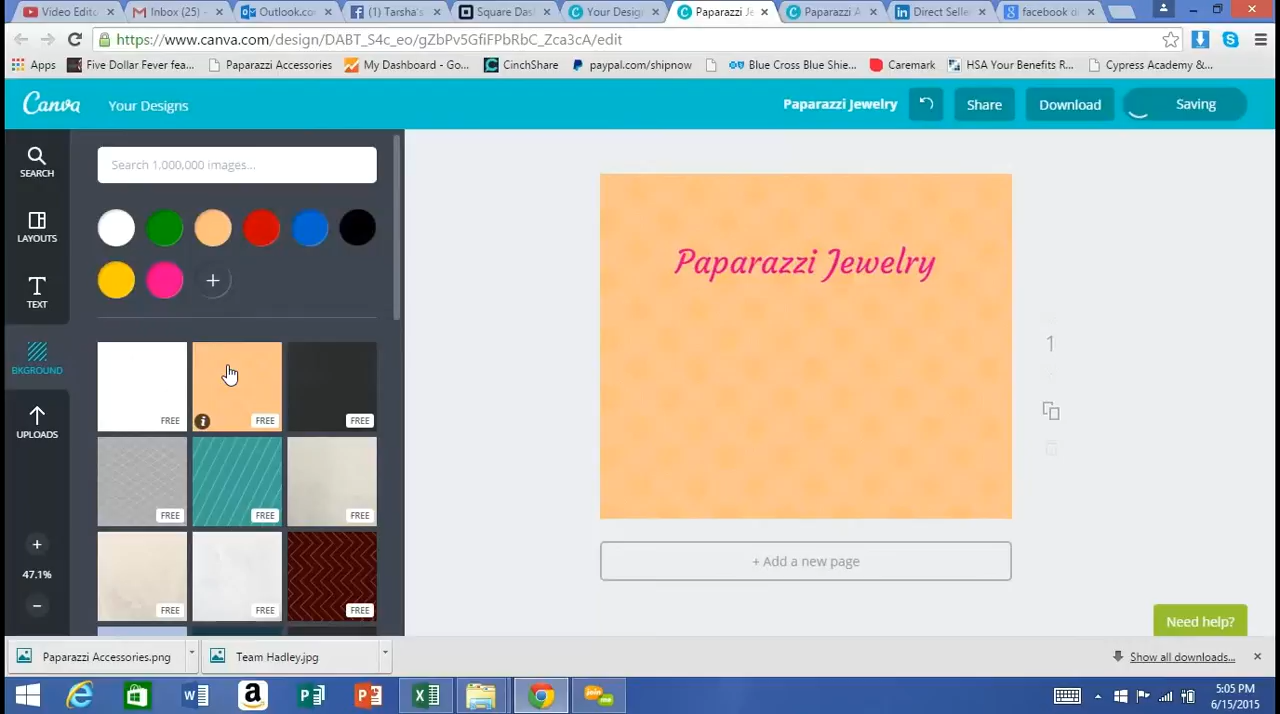 Video Edito
Inbox (25) -
Outlook.co
(1) Tarsha's
Square Das
Your Desig
Paparazzi Je
Paparazzi A
Direct Selle
facebook d
https://www.canva.com/design/DABT_S4c_eo/gZbPv5GfiFPbRbC_Zca3cA/edit
Apps
Five Dollar Fever fea...
Paparazzi Accessories
My Dashboard - Go...
CinchShare
paypal.com/shipnow
Blue Cross Blue Shie...
Caremark
HSA Your Benefits R...
Cypress Academy &...
Canva
Your Designs
Paparazzi Jewelry
Share
Download
Saving
SEARCH
LAYOUTS
TEXT
BKGROUND
UPLOADS
47.1%
Search 1,000,000 images...
FREE
FREE
FREE
FREE
FREE
FREE
FREE
FREE
FREE
Paparazzi Jewelry
1
+ Add a new page
Need help?
Paparazzi Accessories.png
Team Hadley.jpg
Show all downloads...
5:05 PM
6/15/2015